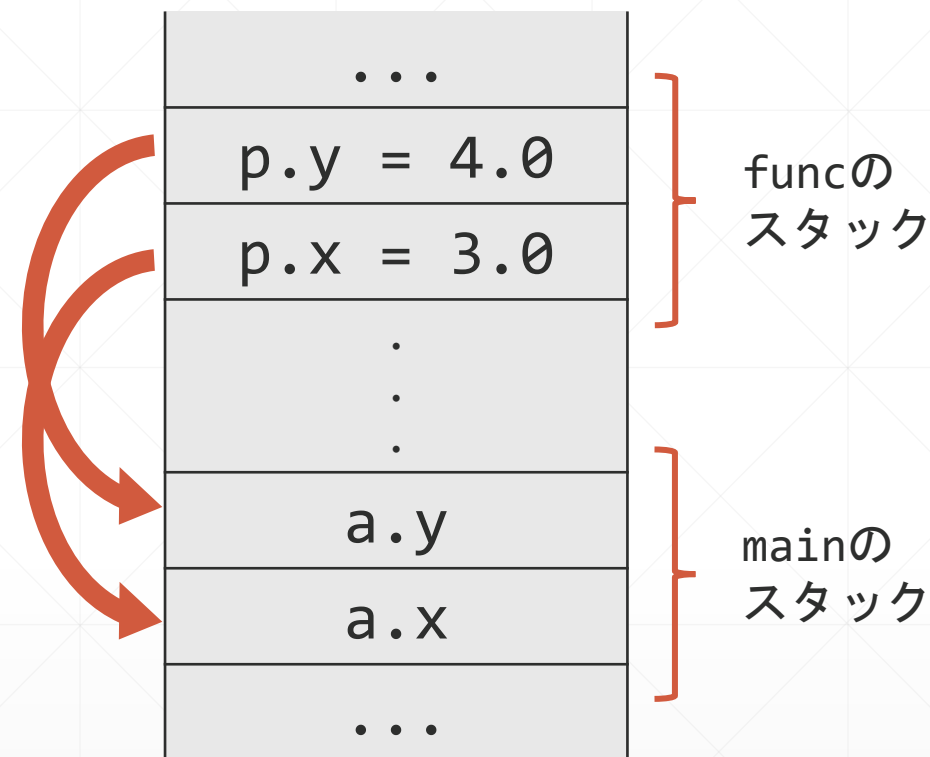 ...
p.y = 4.0
p.x = 3.0
.
.
.
a.y
a.x
...
funcの
スタック
mainの
スタック